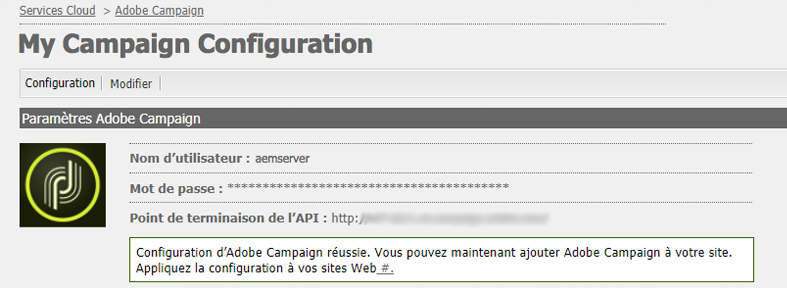 Services Cloud > Adobe Campaign
My Campaign Configuration
Configuration | Modifier |
Paramètres Adobe Campaign
Nom d’utilisateur : aemserver
Mot de passe : ****************************************
Point de terminaison de l’API : http:/
Configuration d’Adobe Campaign réussie. Vous pouvez maintenant ajouter Adobe Campaign à votre site.
Appliquez la configuration à vos sites Web #.